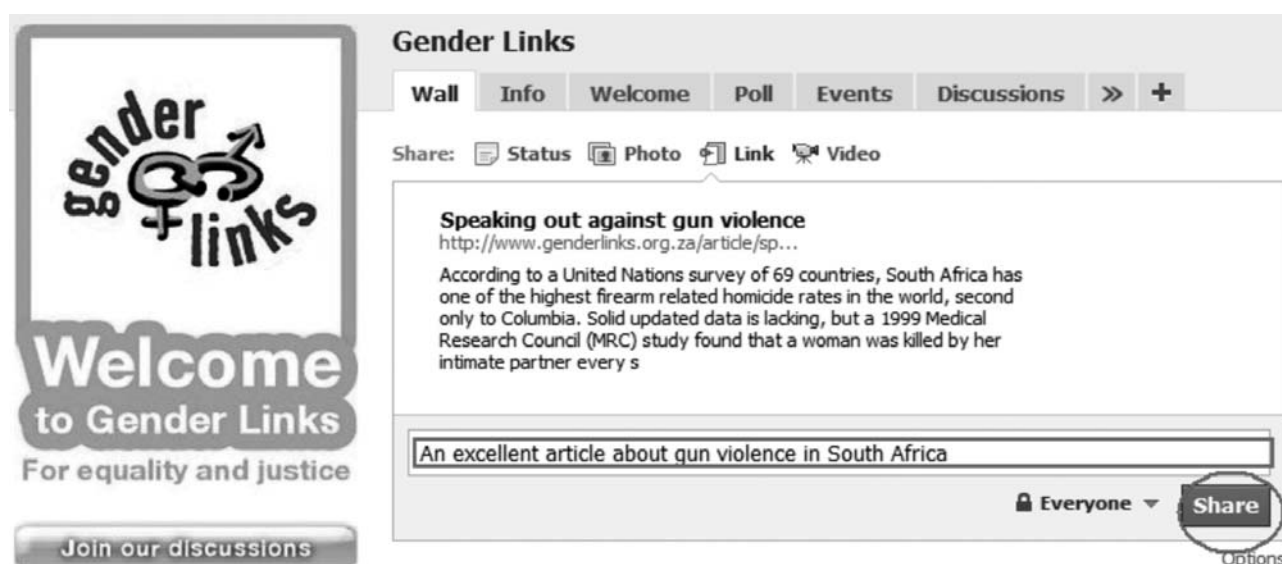 gender
links
Welcome
to Gender Links
For equality and justice
Join our discussions
Gender Links
Wall Info Welcome Poll Events Discussions » +
Share: Status Photo Link Video
Speaking out against gun violence
http://www.genderlinks.org.za/article/sp...
According to a United Nations survey of 69 countries, South Africa has
one of the highest firearm related homicide rates in the world, second
only to Columbia. Solid updated data is lacking, but a 1999 Medical
Research Council (MRC) study found that a woman was killed by her
intimate partner every s
An excellent article about gun violence in South Africa
Everyone Share
Options